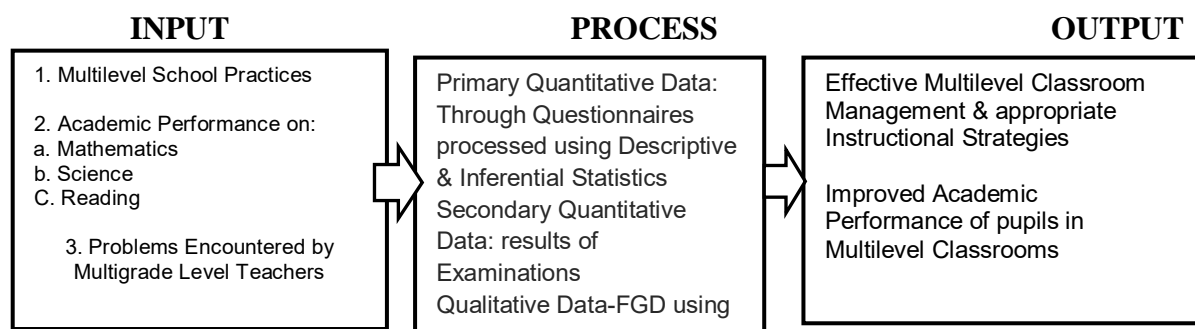 INPUT
1. Multilevel School Practices
2. Academic Performance on:
a. Mathematics
b. Science
C. Reading
3. Problems Encountered by
Multigrade Level Teachers
PROCESS
Primary Quantitative Data:
Through Questionnaires
processed using Descriptive
& Inferential Statistics
Secondary Quantitative
Data: results of
Examinations
Qualitative Data-FGD using
OUTPUT
Effective Multilevel Classroom
Management & appropriate
Instructional Strategies
Improved Academic
Performance of pupils in
Multilevel Classrooms